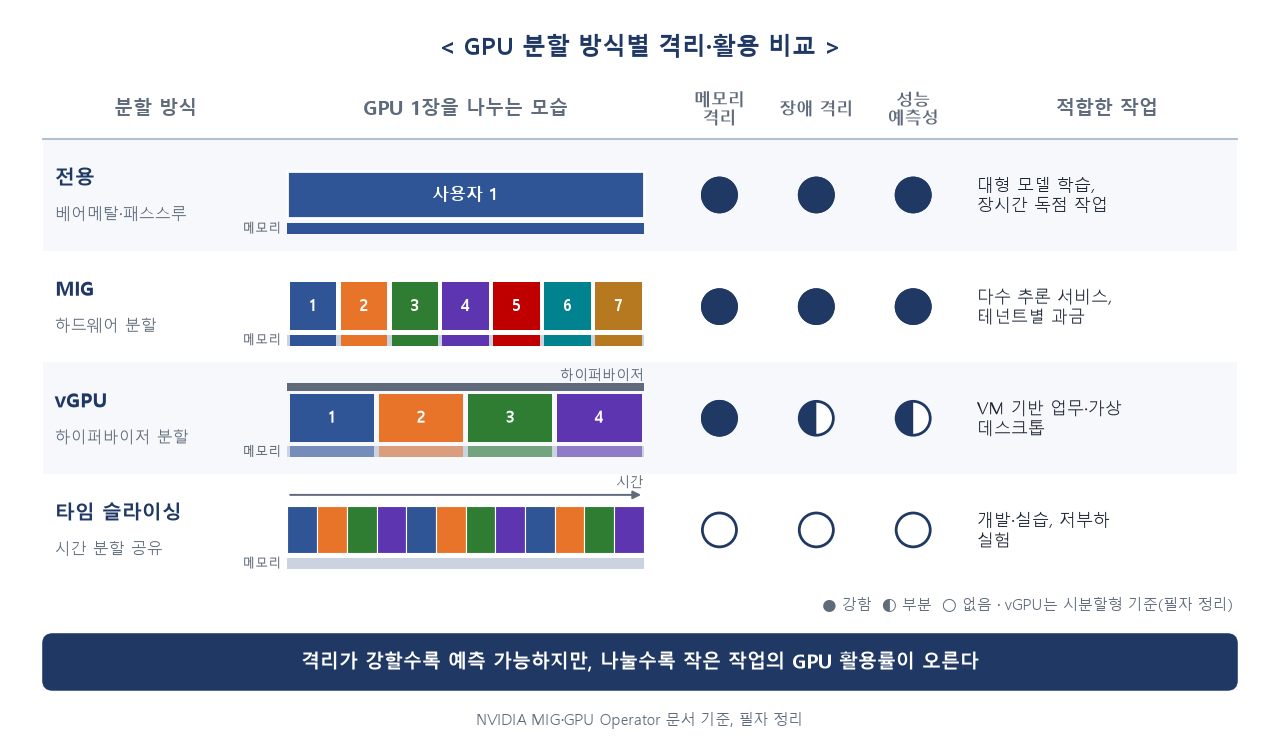 < GPU 분할 방식별 격리·활용 비교 >
분할 방식
GPU 1장을 나누는 모습
메모리
격리
장애 격리
성능
예측성
적합한 작업
전용
베어메탈·패스스루
사용자 1
메모리
대형 모델 학습,
장시간 독점 작업
MIG
하드웨어 분할
1 2 3 4 5 6 7
메모리
다수 추론 서비스,
테넌트별 과금
vGPU
하이퍼바이저 분할
하이퍼바이저
1 2 3 4
메모리
VM 기반 업무·가상
데스크톱
타임 슬라이싱
시간 분할 공유
시간
메모리
개발·실습, 저부하
실험
● 강함 ◐ 부분 ○ 없음 · vGPU는 시분할형 기준(필자 정리)
격리가 강할수록 예측 가능하지만, 나눌수록 작은 작업의 GPU 활용률이 오른다
NVIDIA MIG·GPU Operator 문서 기준, 필자 정리